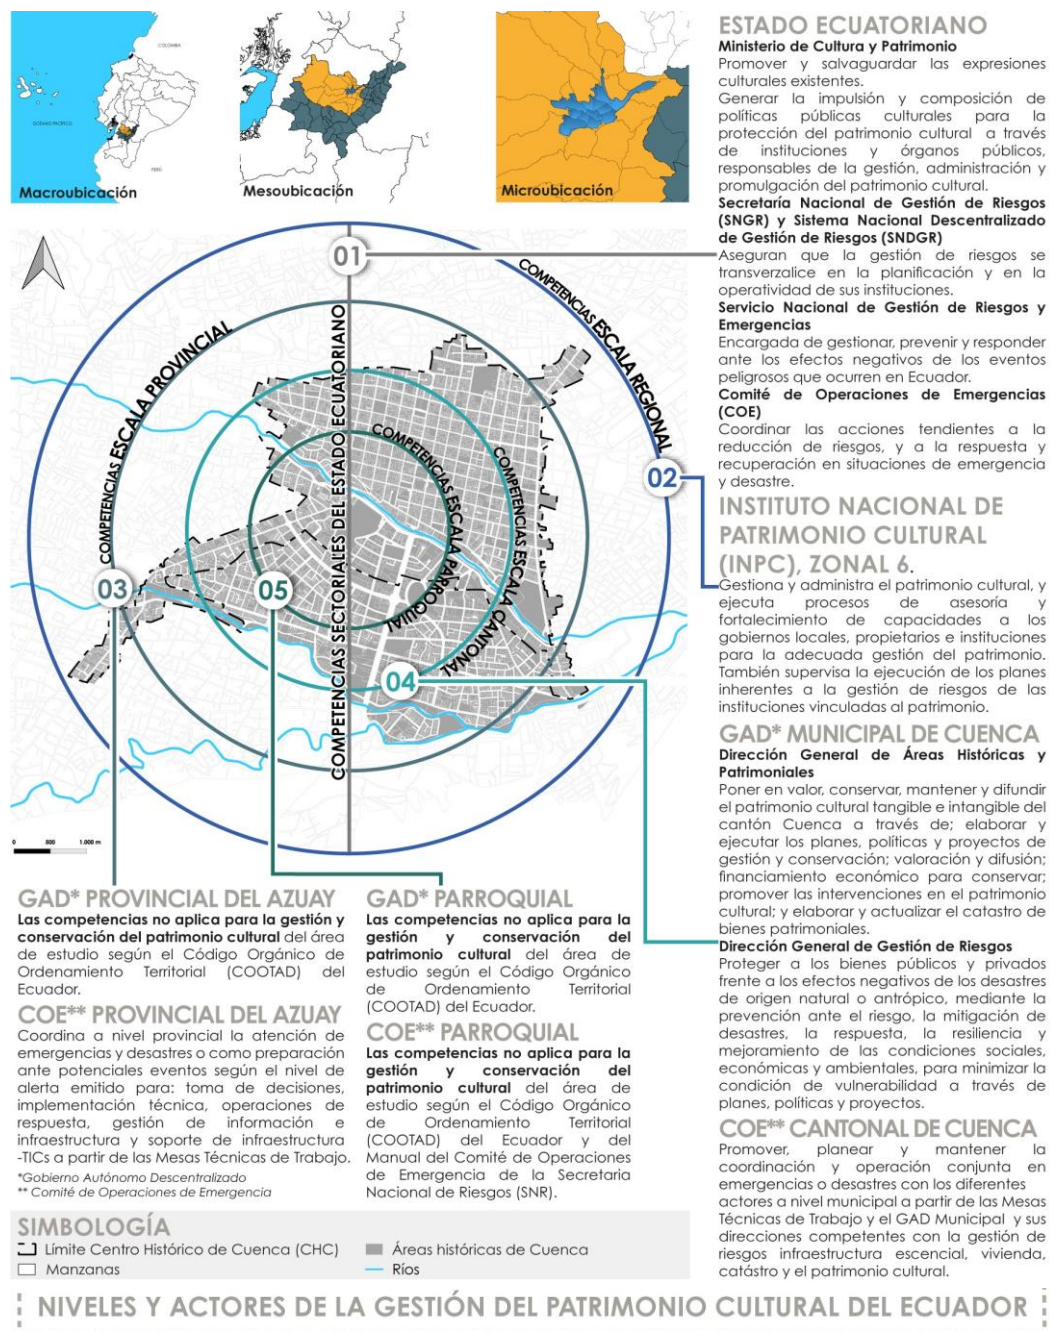 COLOMBIA
OCÉANO PACÍFICO
PERÚ
Macroubicación
Mesoubicación
Microubicación
ESTADO ECUATORIANO
Ministerio de Cultura y Patrimonio
Promover y salvaguardar las expresiones
culturales existentes.
Generar la impulsión y composición de
políticas públicas culturales para la
protección del patrimonio cultural a través
de instituciones y órganos públicos,
responsables de la gestión, administración y
promulgación del patrimonio cultural.
Secretaría Nacional de Gestión de Riesgos
(SNGR) y Sistema Nacional Descentralizado
de Gestión de Riesgos (SNDGR)
Aseguran que la gestión de riesgos se
transverzalice en la planificación y en la
operatividad de sus instituciones.
Servicio Nacional de Gestión de Riesgos y
Emergencias
Encargada de gestionar, prevenir y responder
ante los efectos negativos de los eventos
peligrosos que ocurren en Ecuador.
Comité de Operaciones de Emergencias
(COE)
Coordinar las acciones tendientes a la
reducción de riesgos, y a la respuesta y
recuperación en situaciones de emergencia
y desastre.
INSTITUTO NACIONAL DE
PATRIMONIO CULTURAL
(INPC), ZONAL 6.
Gestiona y administra el patrimonio cultural, y
ejecuta procesos de asesoría y
fortalecimiento de capacidades a los
gobiernos locales, propietarios e instituciones
para la adecuada gestión del patrimonio.
También supervisa la ejecución de los planes
inherentes a la gestión de riesgos de las
instituciones vinculadas al patrimonio.
GAD* MUNICIPAL DE CUENCA
Dirección General de Áreas Históricas y
Patrimoniales
Poner en valor, conservar, mantener y difundir
el patrimonio cultural tangible e intangible del
cantón Cuenca a través de; elaborar y
ejecutar los planes, políticas y proyectos de
gestión y conservación; valoración y difusión;
financiamiento económico para conservar;
promover las intervenciones en el patrimonio
cultural; y elaborar y actualizar el catastro de
bienes patrimoniales.
Dirección General de Gestión de Riesgos
Proteger a los bienes públicos y privados
frente a los efectos negativos de los desastres
de origen natural o antrópico, mediante la
prevención ante el riesgo, la mitigación de
desastres, la respuesta, la resiliencia y
mejoramiento de las condiciones sociales,
económicas y ambientales, para minimizar la
condición de vulnerabilidad a través de
planes, políticas y proyectos.
COE** CANTONAL DE CUENCA
Promover, planear y mantener la
coordinación y operación conjunta en
emergencias o desastres con los diferentes
actores a nivel municipal a partir de las Mesas
Técnicas de Trabajo y el GAD Municipal y sus
direcciones competentes con la gestión de
riesgos infraestructura escencial, vivienda,
catástro y el patrimonio cultural.
01
02
03
04
05
COMPETENCIAS SECTORIALES DEL ESTADO ECUATORIANO
COMPETENCIAS ESCALA REGIONAL
COMPETENCIAS ESCALA PROVINCIAL
COMPETENCIAS ESCALA CANTONAL
COMPETENCIAS ESCALA PARROQUIAL
0 500 1.000 m
GAD* PROVINCIAL DEL AZUAY
Las competencias no aplica para la gestión y
conservación del patrimonio cultural del área
de estudio según el Código Orgánico de
Ordenamiento Territorial (COOTAD) del
Ecuador.
COE** PROVINCIAL DEL AZUAY
Coordina a nivel provincial la atención de
emergencias y desastres o como preparación
ante potenciales eventos según el nivel de
alerta emitido para: toma de decisiones,
implementación técnica, operaciones de
respuesta, gestión de información e
infraestructura y soporte de infraestructura
-TICs a partir de las Mesas Técnicas de Trabajo.
*Gobierno Autónomo Descentralizado
** Comité de Operaciones de Emergencia
GAD* PARROQUIAL
Las competencias no aplica para la
gestión y conservación del
patrimonio cultural del área de
estudio según el Código Orgánico
de Ordenamiento Territorial
(COOTAD) del Ecuador.
COE** PARROQUIAL
Las competencias no aplica para la
gestión y conservación del
patrimonio cultural del área de
estudio según el Código Orgánico
de Ordenamiento Territorial
(COOTAD) del Ecuador y del
Manual del Comité de Operaciones
de Emergencia de la Secretaria
Nacional de Riesgos (SNR).
SIMBOLOGÍA
Límite Centro Histórico de Cuenca (CHC)
Manzanas
Áreas históricas de Cuenca
Ríos
NIVELES Y ACTORES DE LA GESTIÓN DEL PATRIMONIO CULTURAL DEL ECUADOR